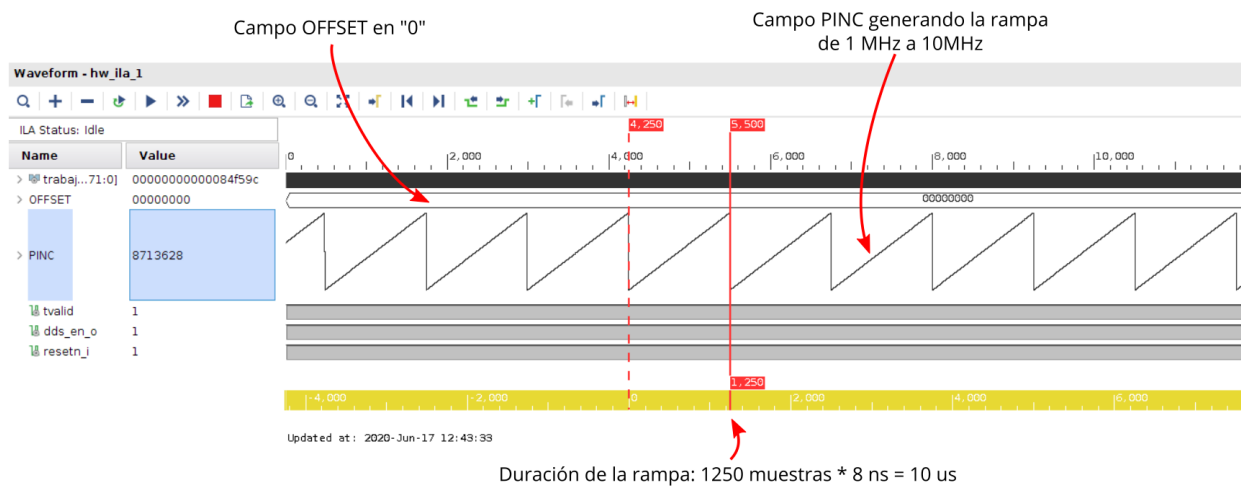 Campo OFFSET en "0"
Campo PINC generando la rampa
de 1 MHz a 10MHz
Waveform - hw_ila_1
ILA Status: Idle
4,250 5,500
Name Value
0 2,000 4,000 6,000 8,000 10,000
trabaj...71:0] 00000000000084f59c
OFFSET 00000000 00000000
PINC 8713628
tvalid 1
dds_en_o 1
resetn_i 1
1,250
-4,000 -2,000 0 2,000 4,000 6,000
Updated at: 2020-Jun-17 12:43:33
Duración de la rampa: 1250 muestras * 8 ns = 10 us